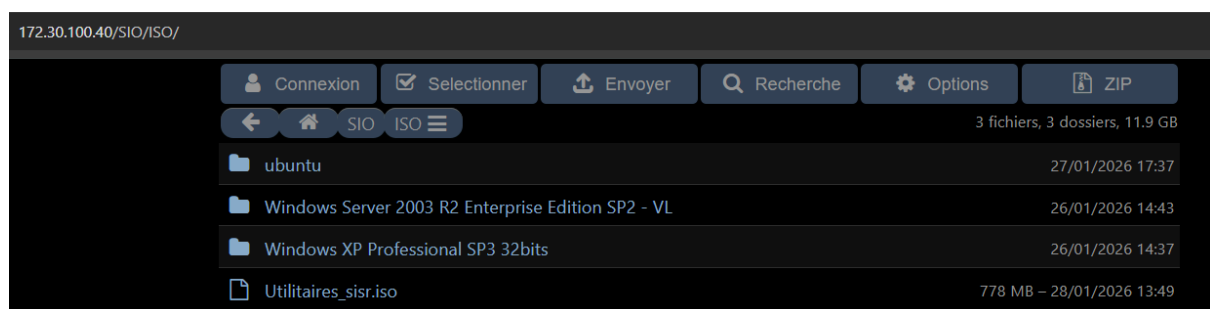 172.30.100.40/SIO/ISO/
Connexion Selectionner Envoyer Recherche Options ZIP
SIO ISO 3 fichiers, 3 dossiers, 11.9 GB
ubuntu 27/01/2026 17:37
Windows Server 2003 R2 Enterprise Edition SP2 - VL 26/01/2026 14:43
Windows XP Professional SP3 32bits 26/01/2026 14:37
Utilitaires_sisr.iso 778 MB – 28/01/2026 13:49